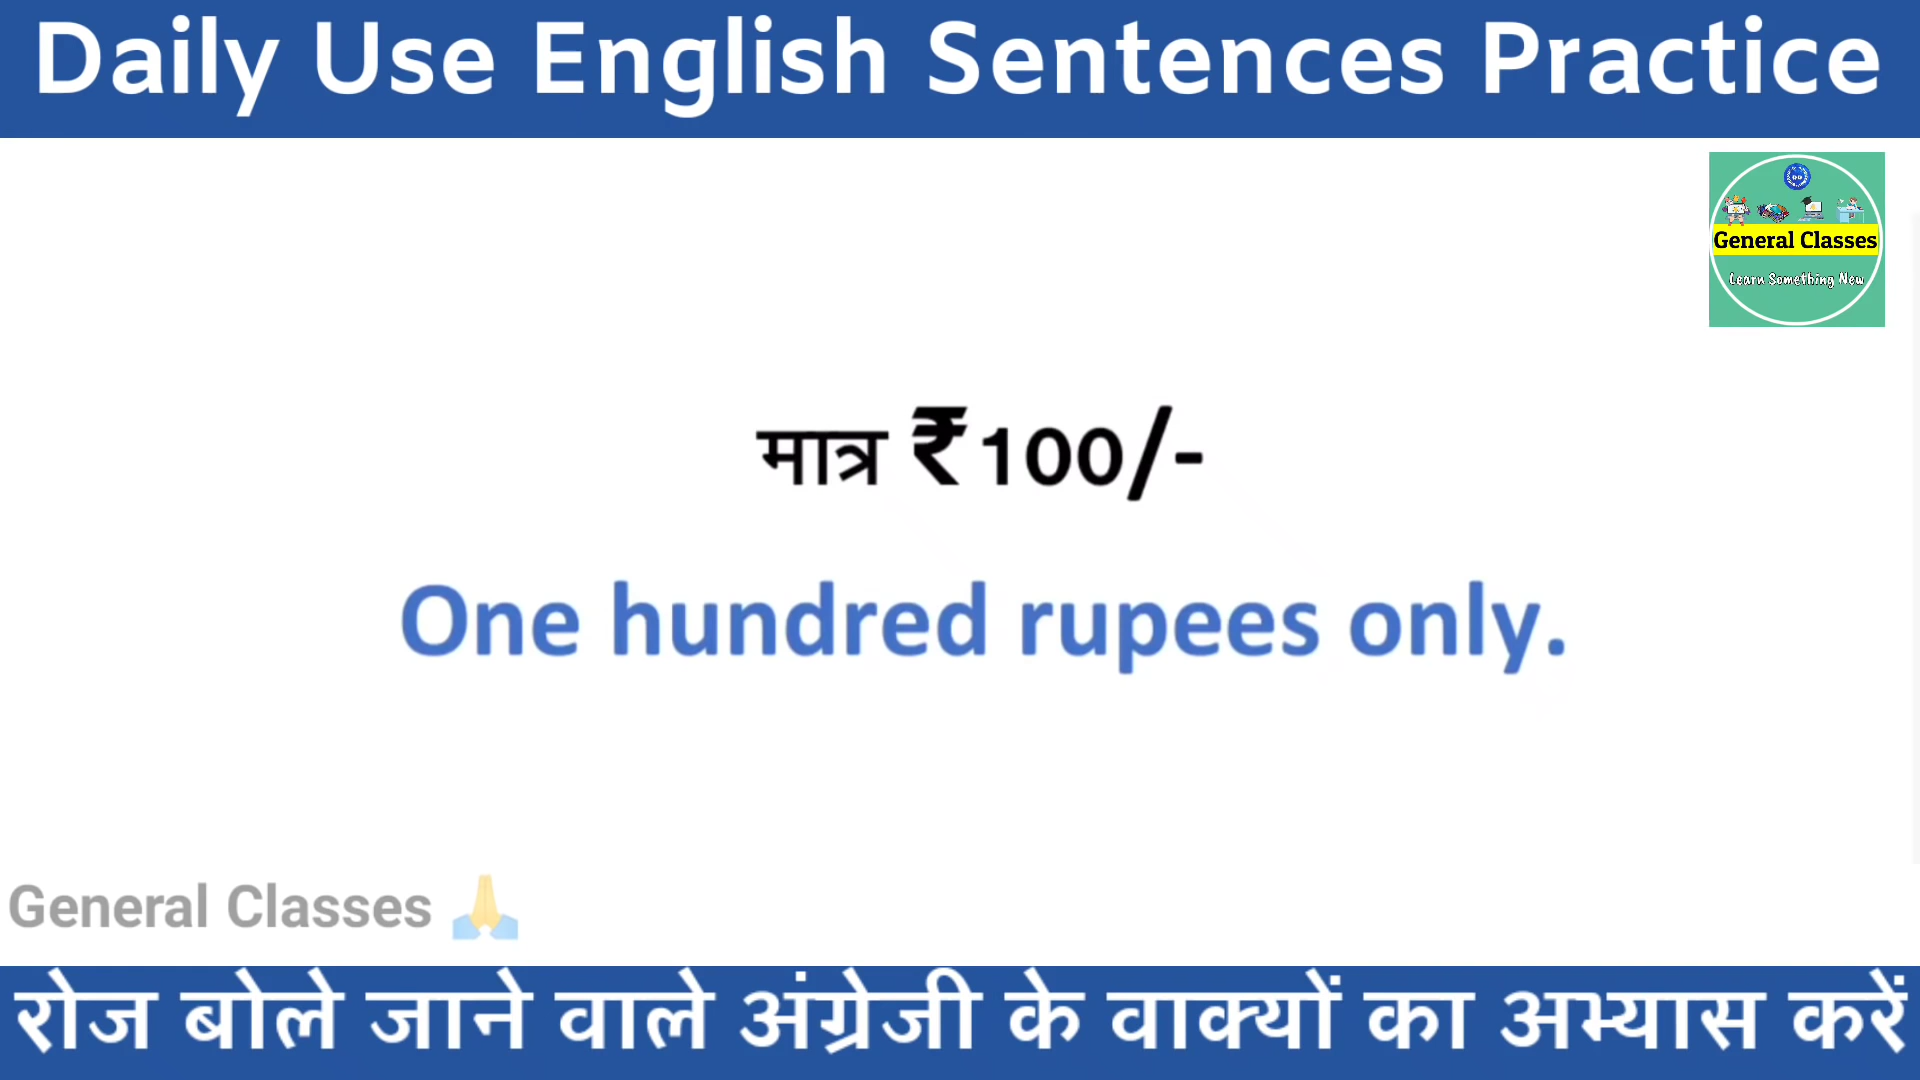 Daily Use English Sentences Practice
General Classes
Learn Something New
मात्र ₹100/-
One hundred rupees only.
General Classes 🙏
रोज बोले जाने वाले अंग्रेजी के वाक्यों का अभ्यास करें